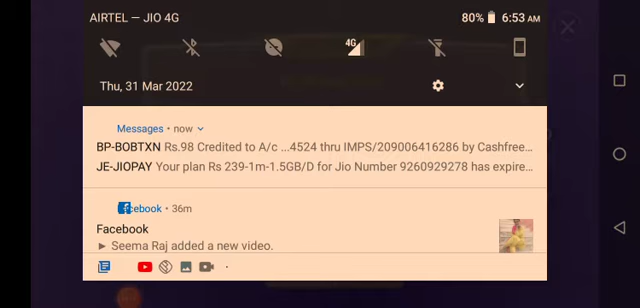 AIRTEL — JIO 4G
80% 6:53 AM
4G
Thu, 31 Mar 2022
Messages • now
BP-BOBTXN Rs.98 Credited to A/c ...4524 thru IMPS/209006416286 by Cashfree...
JE-JIOPAY Your plan Rs 239-1m-1.5GB/D for Jio Number 9260929278 has expire...
Facebook • 36m
Facebook
► Seema Raj added a new video.